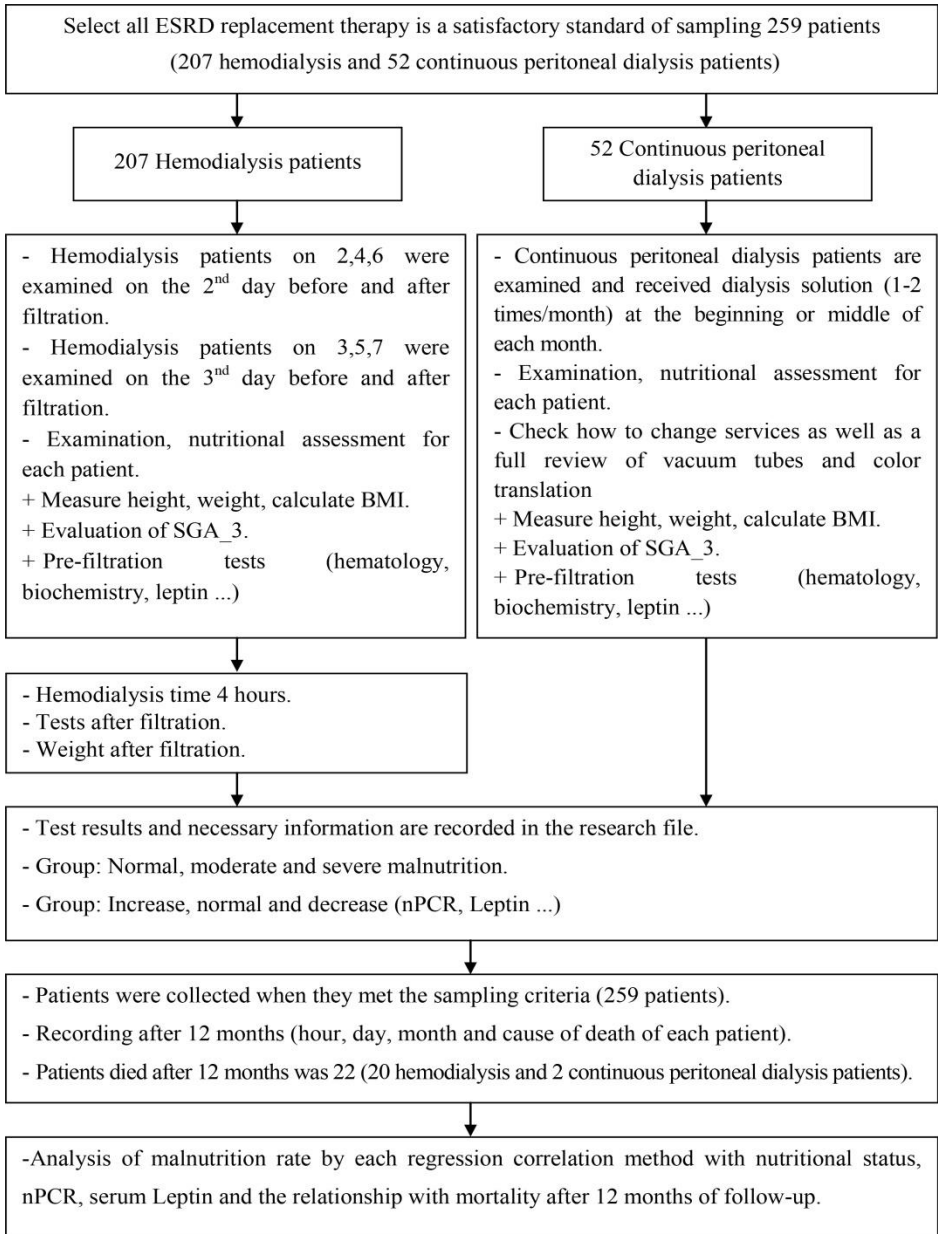 Select all ESRD replacement therapy is a satisfactory standard of sampling 259 patients
(207 hemodialysis and 52 continuous peritoneal dialysis patients)
207 Hemodialysis patients
52 Continuous peritoneal
dialysis patients
- Hemodialysis patients on 2,4,6 were
examined on the 2nd day before and after
filtration.
- Hemodialysis patients on 3,5,7 were
examined on the 3nd day before and after
filtration.
- Examination, nutritional assessment for
each patient.
+ Measure height, weight, calculate BMI.
+ Evaluation of SGA_3.
+ Pre-filtration tests (hematology,
biochemistry, leptin ...)
- Continuous peritoneal dialysis patients are
examined and received dialysis solution (1-2
times/month) at the beginning or middle of
each month.
- Examination, nutritional assessment for
each patient.
- Check how to change services as well as a
full review of vacuum tubes and color
translation
+ Measure height, weight, calculate BMI.
+ Evaluation of SGA_3.
+ Pre-filtration tests (hematology,
biochemistry, leptin ...)
- Hemodialysis time 4 hours.
- Tests after filtration.
- Weight after filtration.
- Test results and necessary information are recorded in the research file.
- Group: Normal, moderate and severe malnutrition.
- Group: Increase, normal and decrease (nPCR, Leptin ...)
- Patients were collected when they met the sampling criteria (259 patients).
- Recording after 12 months (hour, day, month and cause of death of each patient).
- Patients died after 12 months was 22 (20 hemodialysis and 2 continuous peritoneal dialysis patients).
-Analysis of malnutrition rate by each regression correlation method with nutritional status,
nPCR, serum Leptin and the relationship with mortality after 12 months of follow-up.